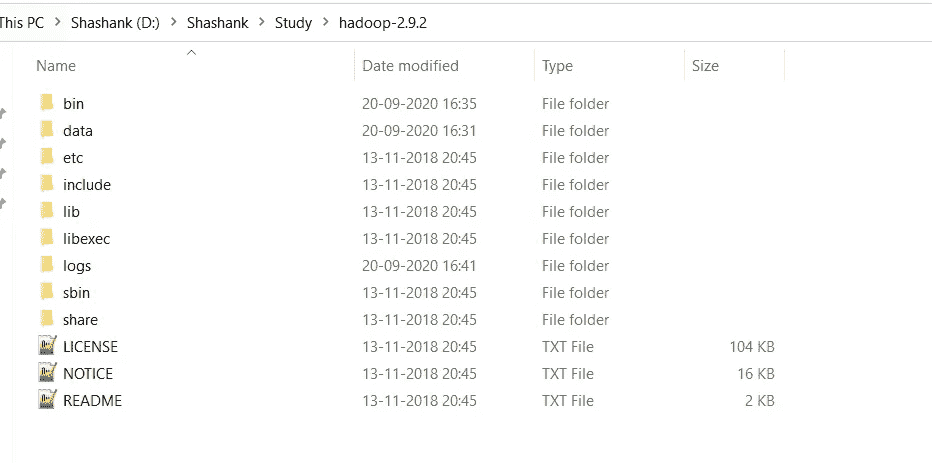 This PC > Shashank (D:) > Shashank > Study > hadoop-2.9.2
Name Date modified Type Size
bin 20-09-2020 16:35 File folder
data 20-09-2020 16:31 File folder
etc 13-11-2018 20:45 File folder
include 13-11-2018 20:45 File folder
lib 13-11-2018 20:45 File folder
libexec 13-11-2018 20:45 File folder
logs 20-09-2020 16:41 File folder
sbin 13-11-2018 20:45 File folder
share 13-11-2018 20:45 File folder
LICENSE 13-11-2018 20:45 TXT File 104 KB
NOTICE 13-11-2018 20:45 TXT File 16 KB
README 13-11-2018 20:45 TXT File 2 KB